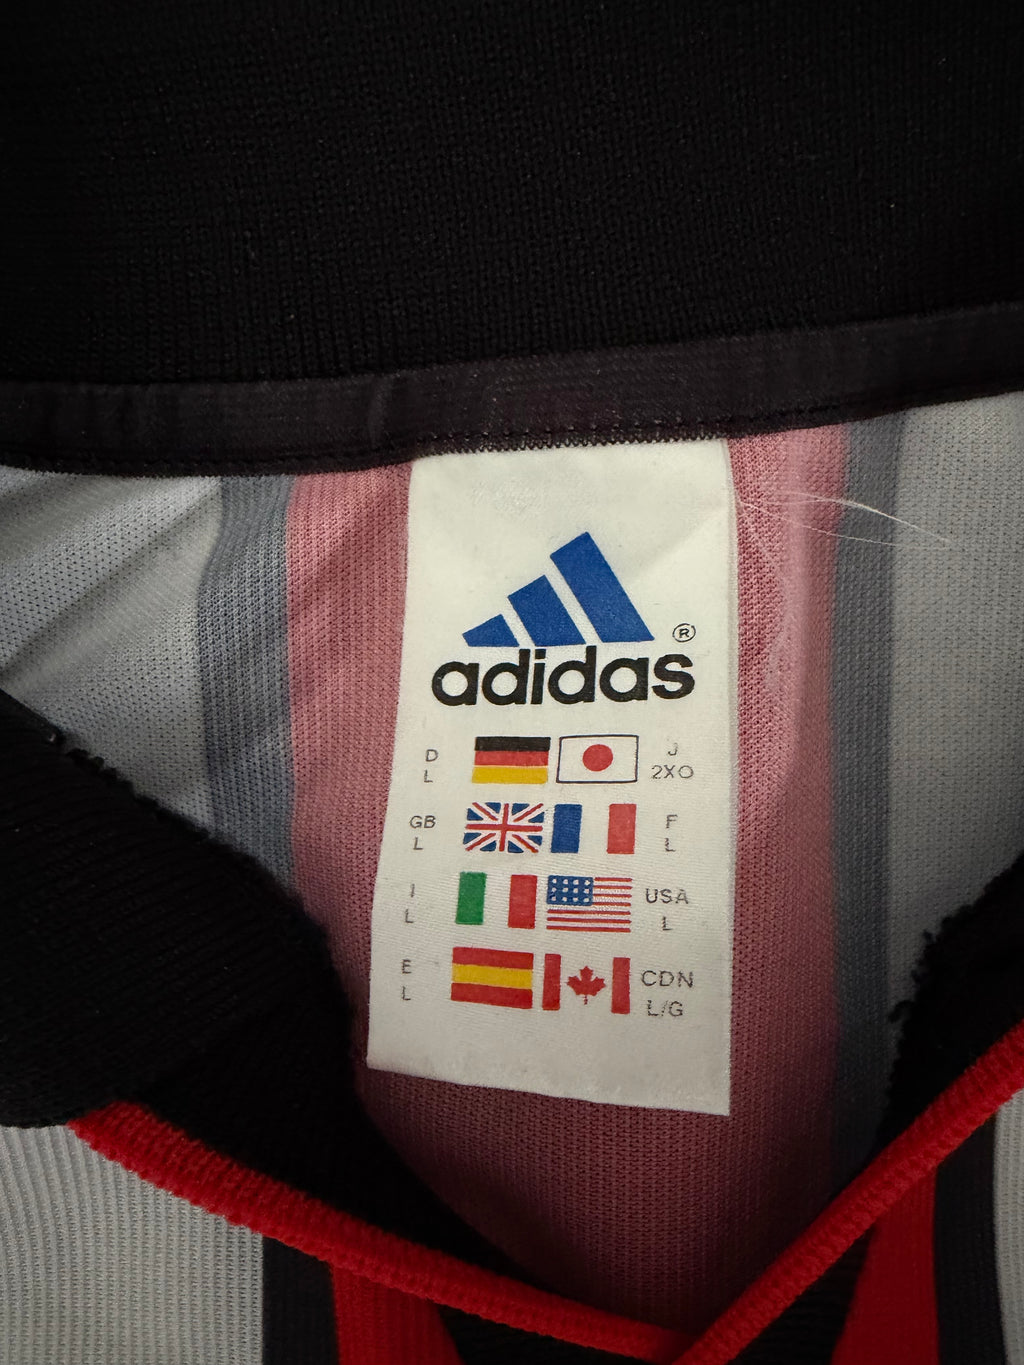 adidas®
D J
L 2XO
GB F
L L
I USA
L L
E CDN
L L/G